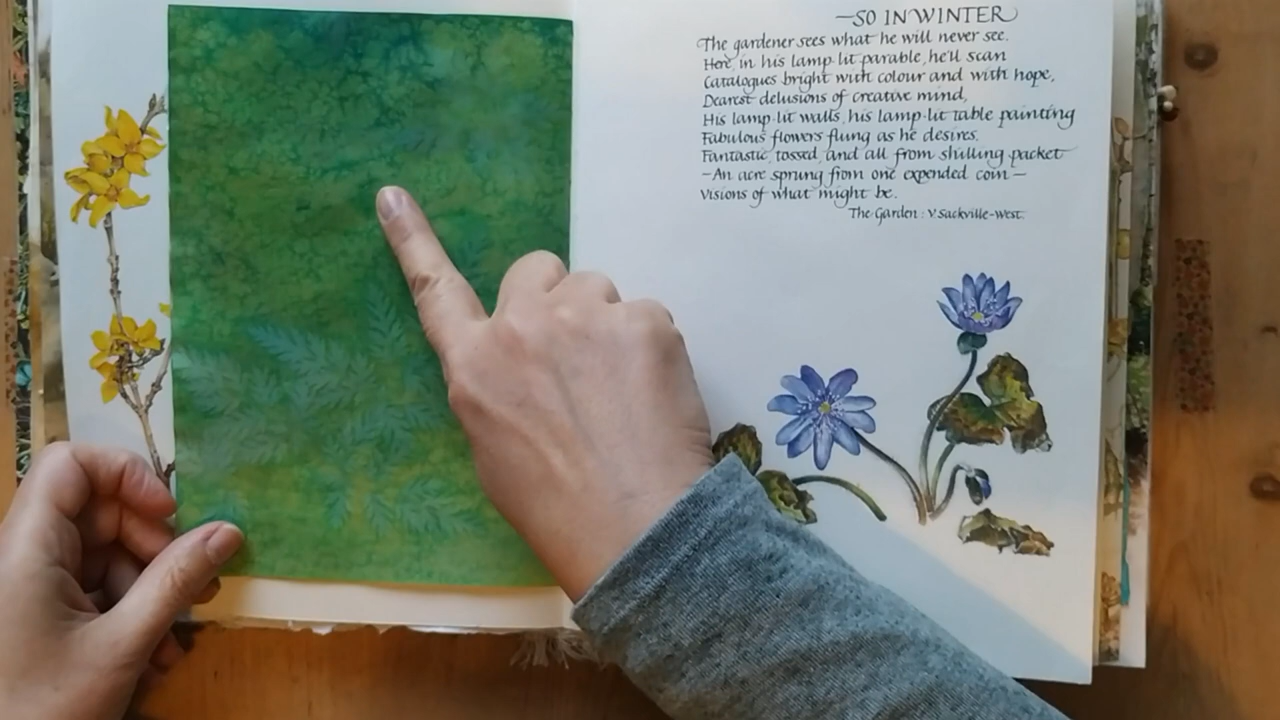 —SO IN WINTER
The gardener sees what he will never see.
Here, in his lamp-lit parable, he'll scan
Catalogues bright with colour and with hope,
Dearest delusions of creative mind,
His lamp-lit walls, his lamp-lit table painting
Fabulous flowers flung as he desires.
Fantastic, tossed, and all from shilling packet
—An acre sprung from one expended coin—
Visions of what might be.
The Garden : V. Sackville-West.